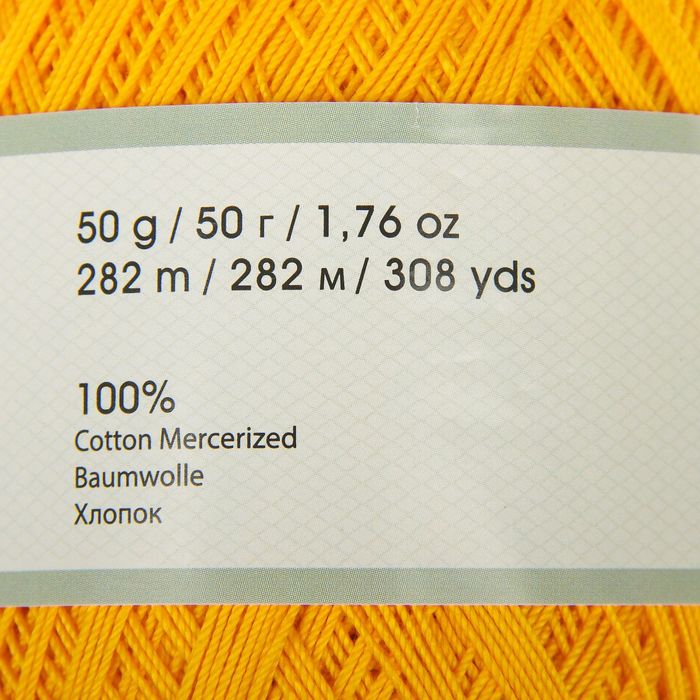 50 g / 50 г / 1,76 oz
282 m / 282 м / 308 yds
100%
Cotton Mercerized
Baumwolle
Хлопок